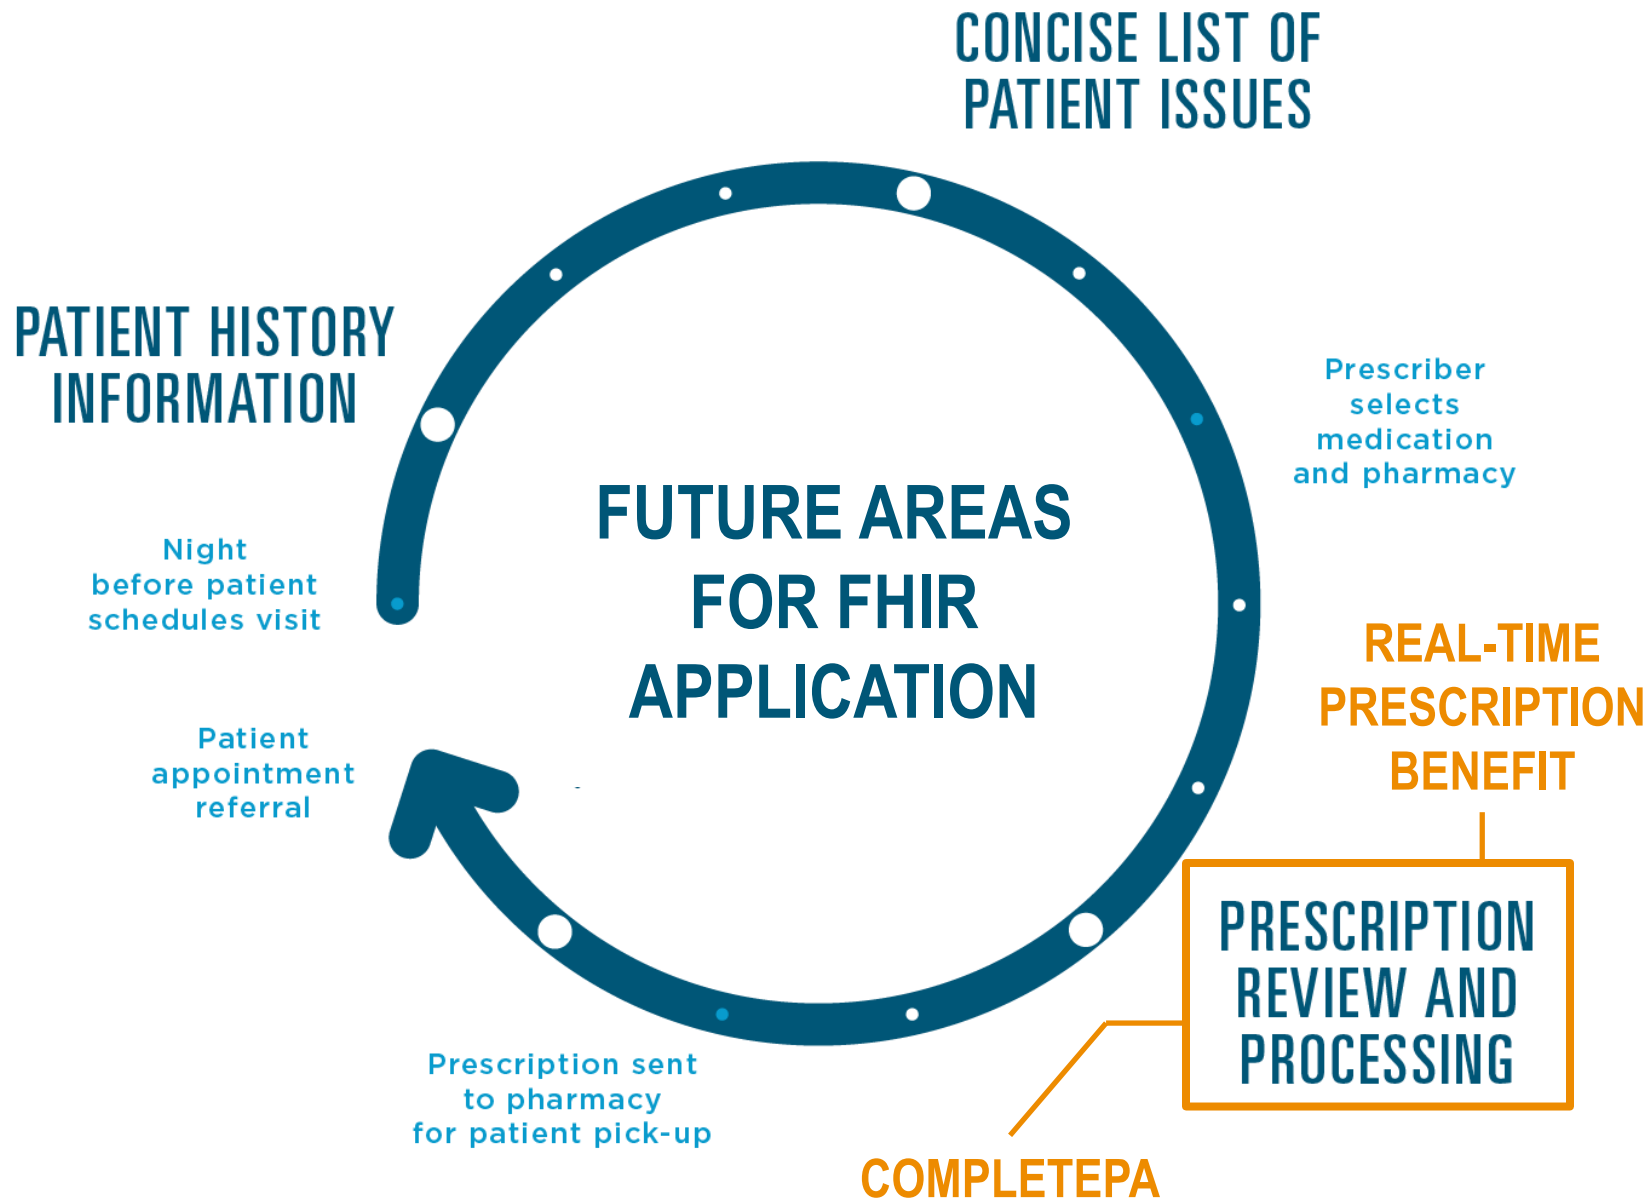 CONCISE LIST OF
PATIENT ISSUES
PATIENT HISTORY
INFORMATION
Prescriber
selects
medication
and pharmacy
FUTURE AREAS
FOR FHIR
APPLICATION
Night
before patient
schedules visit
REAL-TIME
PRESCRIPTION
BENEFIT
Patient
appointment
referral
PRESCRIPTION
REVIEW AND
PROCESSING
Prescription sent
to pharmacy
for patient pick-up
COMPLETEPA